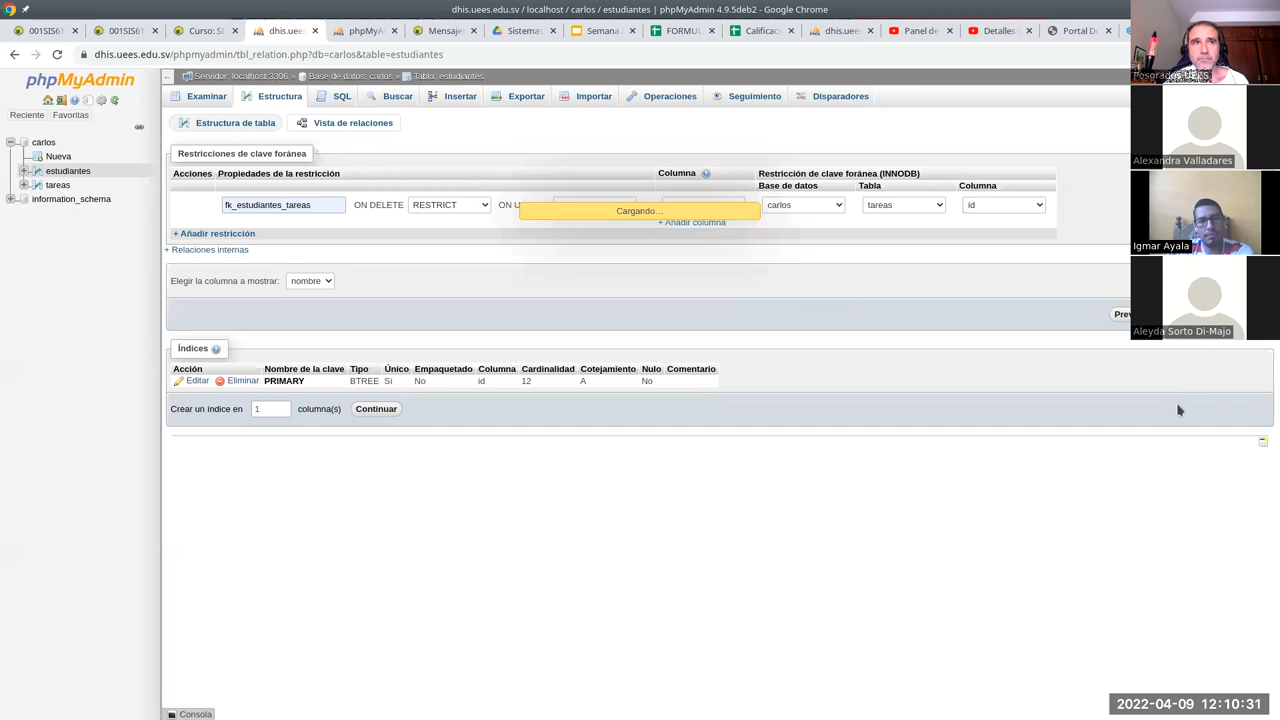 dhis.uees.edu.sv / localhost / carlos / estudiantes | phpMyAdmin 4.9.5deb2 - Google Chrome
001SIS61
001SIS61
Curso: SI
dhis.uees.
phpMyA
Mensajes
Sistemas
Semana
FORMUL
Calificac
dhis.uee
Panel de
Detalles
Portal Do
dhis.uees.edu.sv/phpmyadmin/tbl_relation.php?db=carlos&table=estudiantes
phpMyAdmin
Reciente
Favoritas
carlos
Nueva
estudiantes
tareas
information_schema
Servidor: localhost:3306 » Base de datos: carlos » Tabla: estudiantes
Examinar Estructura SQL Buscar Insertar Exportar Importar Operaciones Seguimiento Disparadores
Estructura de tabla Vista de relaciones
Restricciones de clave foránea
Acciones Propiedades de la restricción Columna Restricción de clave foránea (INNODB)
Base de datos Tabla Columna
fk_estudiantes_tareas ON DELETE RESTRICT ON U carlos tareas id
Cargando…
+ Añadir columna
+ Añadir restricción
+ Relaciones internas
Elegir la columna a mostrar: nombre
Prev
Índices
Acción Nombre de la clave Tipo Único Empaquetado Columna Cardinalidad Cotejamiento Nulo Comentario
Editar Eliminar PRIMARY BTREE Sí No id 12 A No
Crear un índice en 1 columna(s) Continuar
Consola
Posgrados UEES
Alexandra Valladares
Igmar Ayala
Aleyda Sorto Di-Majo
2022-04-09 12:10:31